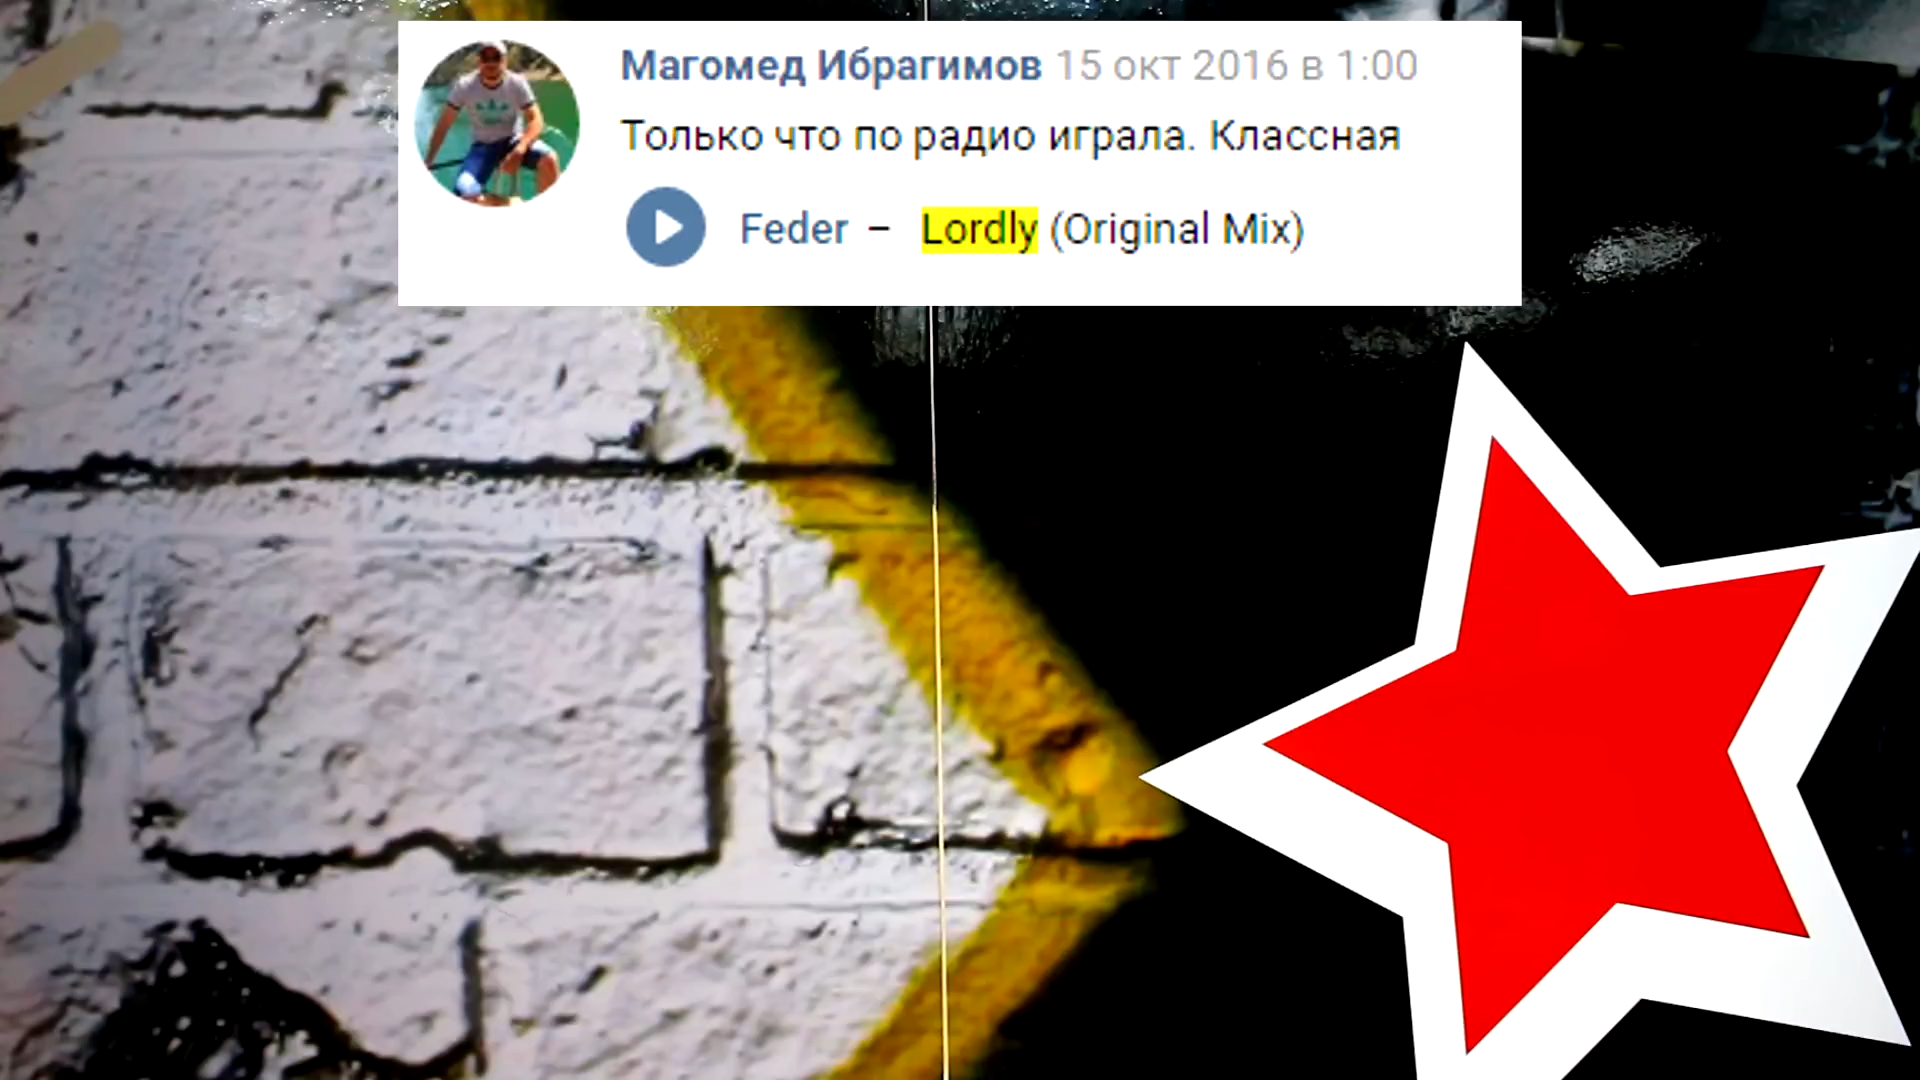 Магомед Ибрагимов 15 окт 2016 в 1:00
Только что по радио играла. Классная
Feder – Lordly (Original Mix)